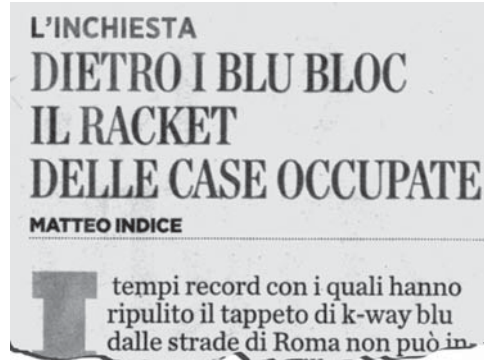 L'INCHIESTA
DIETRO I BLU BLOC
IL RACKET
DELLE CASE OCCUPATE
MATTEO INDICE
I tempi record con i quali hanno
ripulito il tappeto di k-way blu
dalle strade di Roma non può in